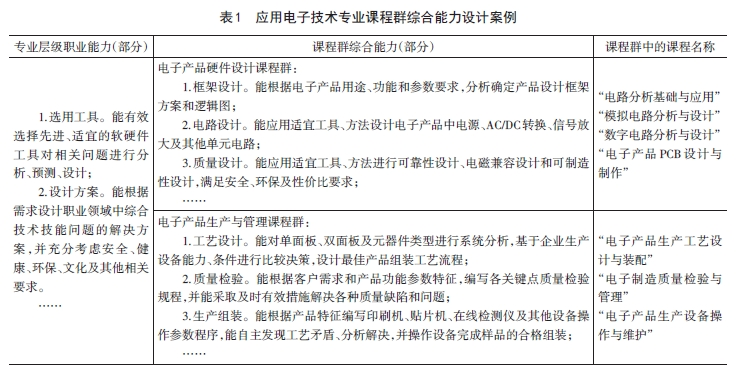 表1 应用电子技术专业课程群综合能力设计案例
专业层级职业能力(部分)
课程群综合能力(部分)
课程群中的课程名称
1.选用工具。能有效
选择先进、适宜的软硬件
工具对相关问题进行分
析、预测、设计;
2.设计方案。能根据
需求设计职业领域中综合
技术技能问题的解决方
案,并充分考虑安全、健
康、环保、文化及其他相关
要求。
……
电子产品硬件设计课程群:
1.框架设计。能根据电子产品用途、功能和参数要求,分析确定产品设计框架
方案和逻辑图;
2.电路设计。能应用适宜工具、方法设计电子产品中电源、AC/DC转换、信号放
大及其他单元电路;
3.质量设计。能应用适宜工具、方法进行可靠性设计、电磁兼容设计和可制造
性设计,满足安全、环保及性价比要求;
……
“电路分析基础与应用”
“模拟电路分析与设计”
“数字电路分析与设计”
“电子产品PCB设计与
制作”
电子产品生产与管理课程群:
1.工艺设计。能对单面板、双面板及元器件类型进行系统分析,基于企业生产
设备能力、条件进行比较决策,设计最佳产品组装工艺流程;
2.质量检验。能根据客户需求和产品功能参数特征,编写各关键点质量检验
规程,并能采取及时有效措施解决各种质量缺陷和问题;
3.生产组装。能根据产品特征编写印刷机、贴片机、在线检测仪及其他设备操
作参数程序,能自主发现工艺矛盾、分析解决,并操作设备完成样品的合格组装;
……
“电子产品生产工艺设
计与装配”
“电子制造质量检验与
管理”
“电子产品生产设备操
作与维护”